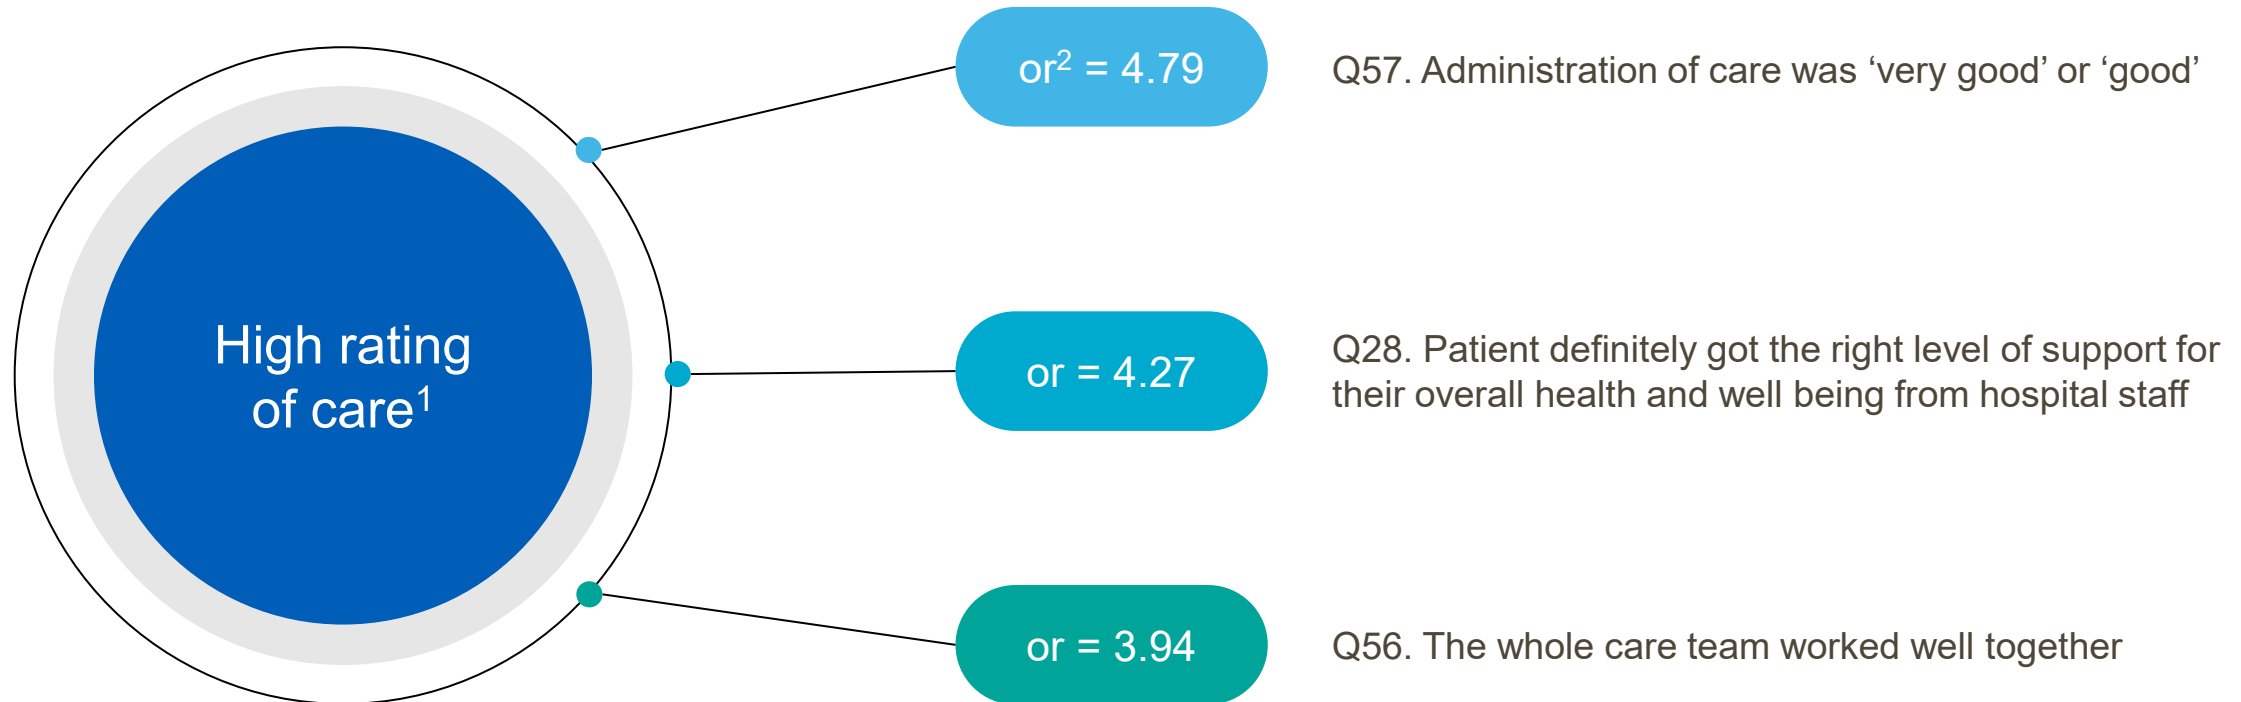 High rating
of care¹
or² = 4.79
Q57. Administration of care was ‘very good’ or ‘good’
or = 4.27
Q28. Patient definitely got the right level of support for
their overall health and well being from hospital staff
or = 3.94
Q56. The whole care team worked well together